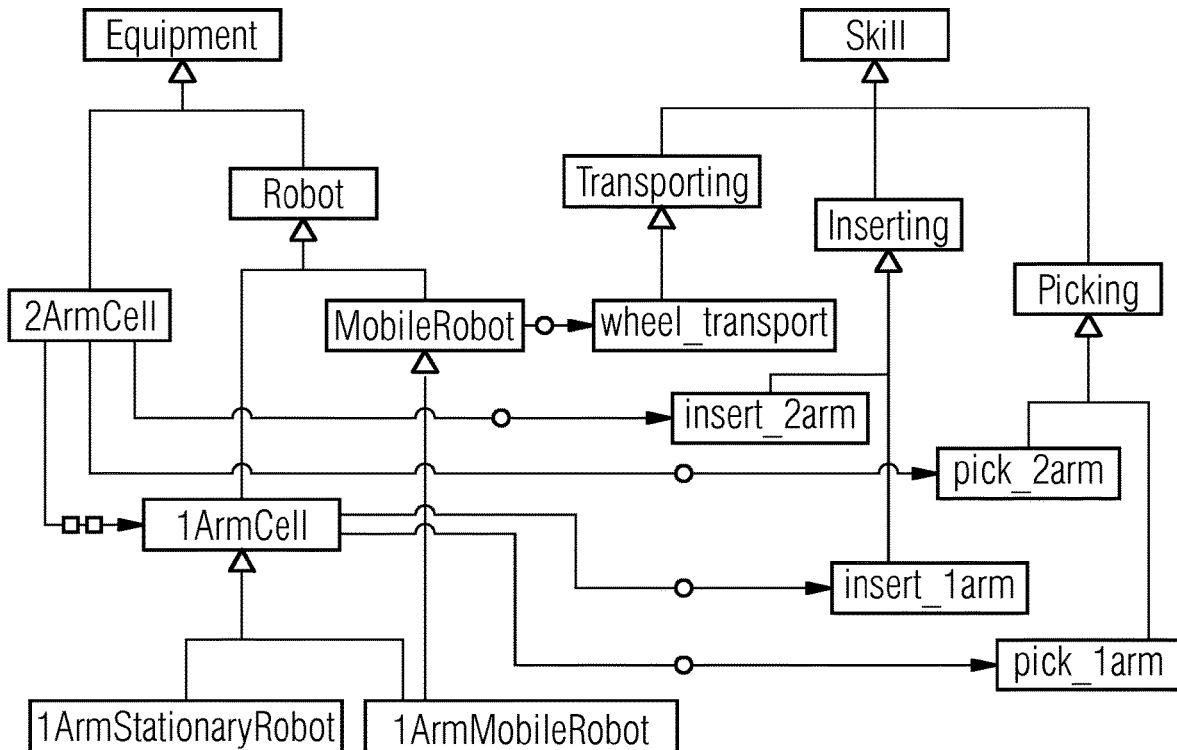 Equipment
Skill
Robot
Transporting
Inserting
Picking
2ArmCell
MobileRobot
wheel_transport
insert_2arm
pick_2arm
1ArmCell
insert_1arm
pick_1arm
1ArmStationaryRobot
1ArmMobileRobot